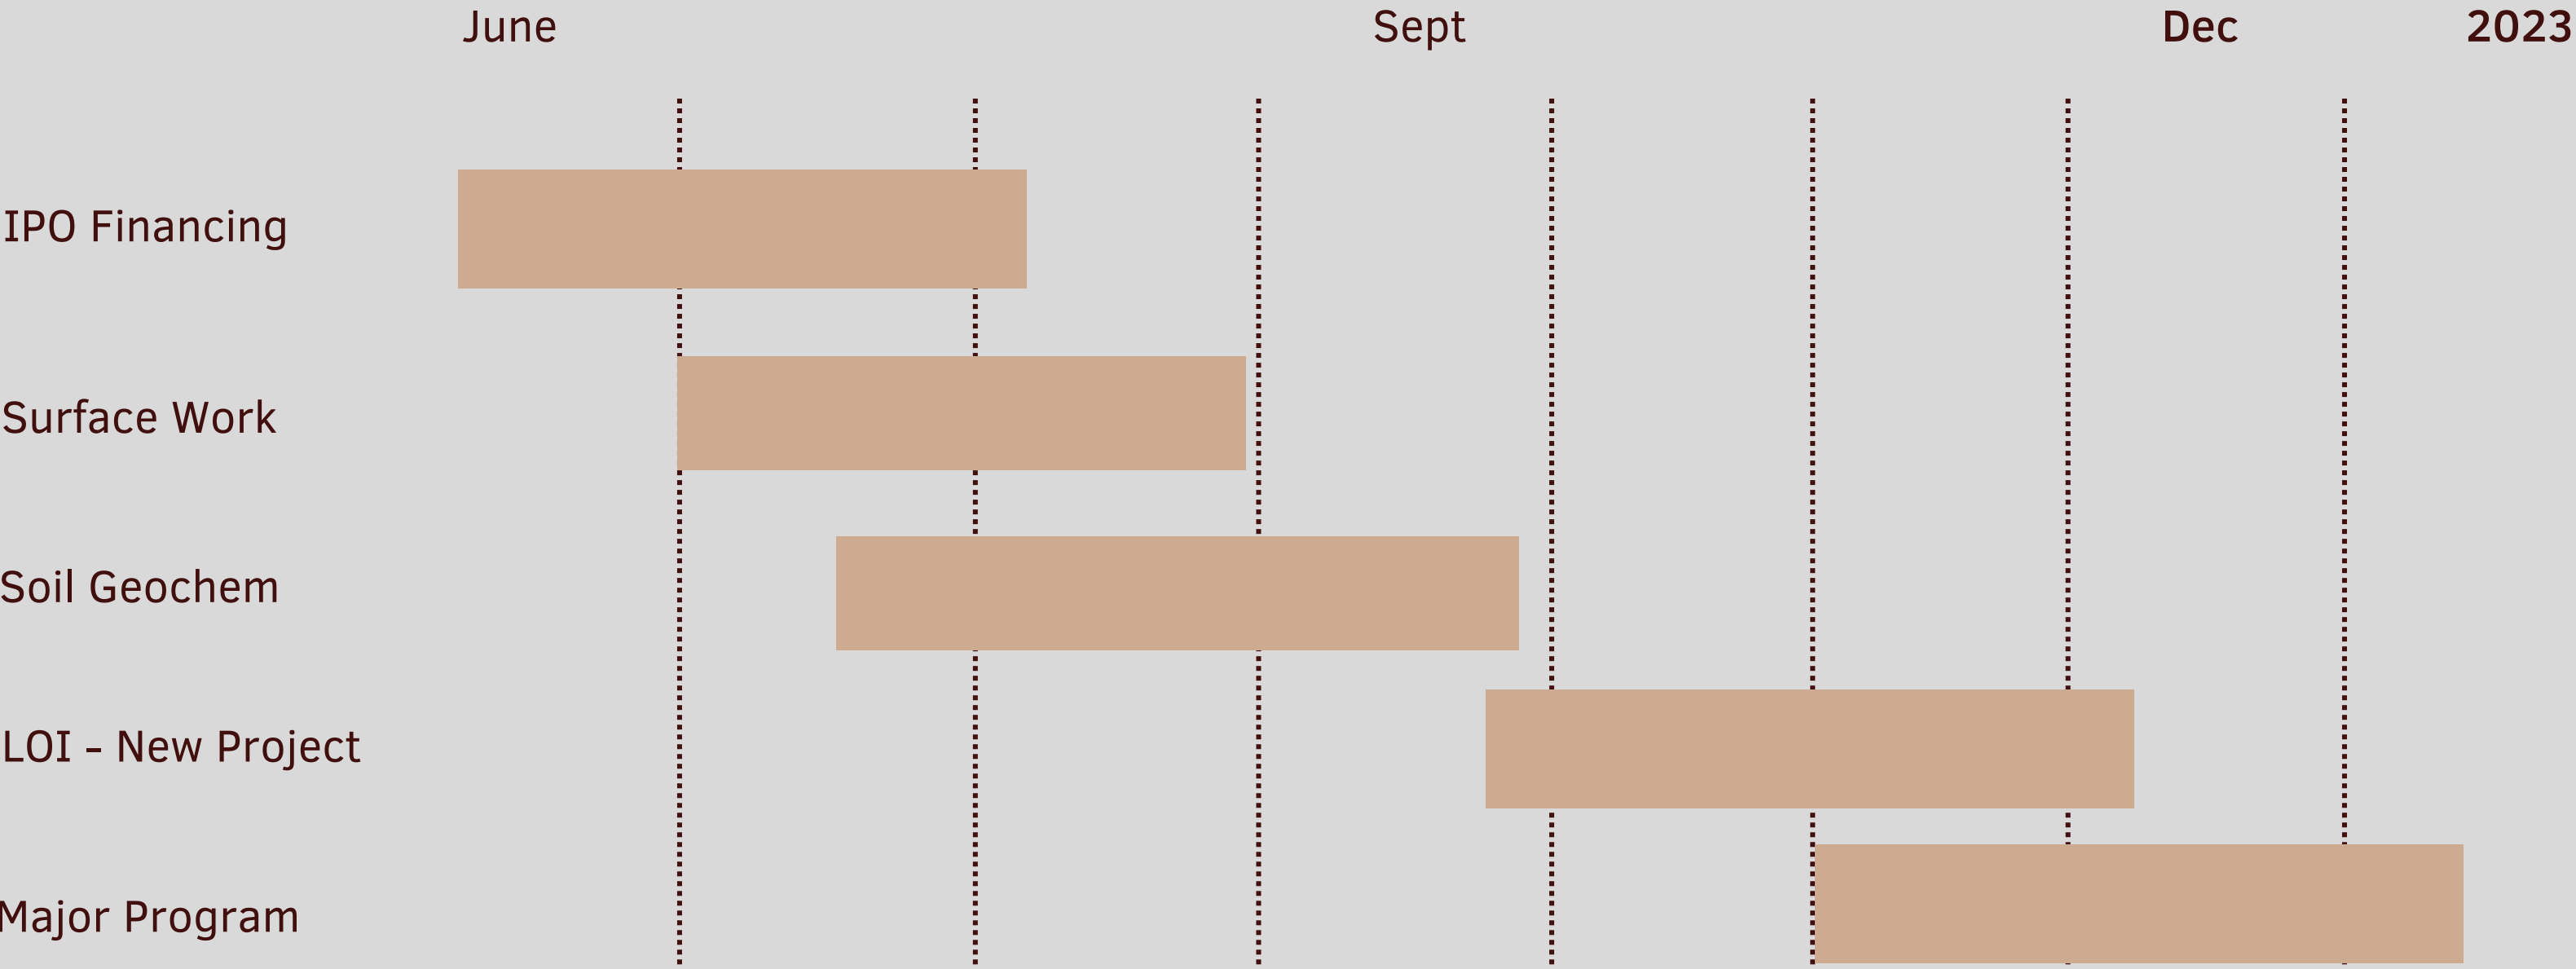 June Sept Dec 2023
IPO Financing
Surface Work
Soil Geochem
LOI - New Project
Major Program